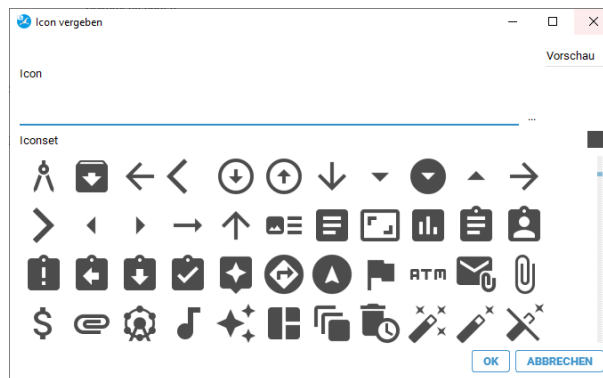 Icon vergeben
Vorschau
Icon
...
Iconset
ATM
OK
ABBRECHEN